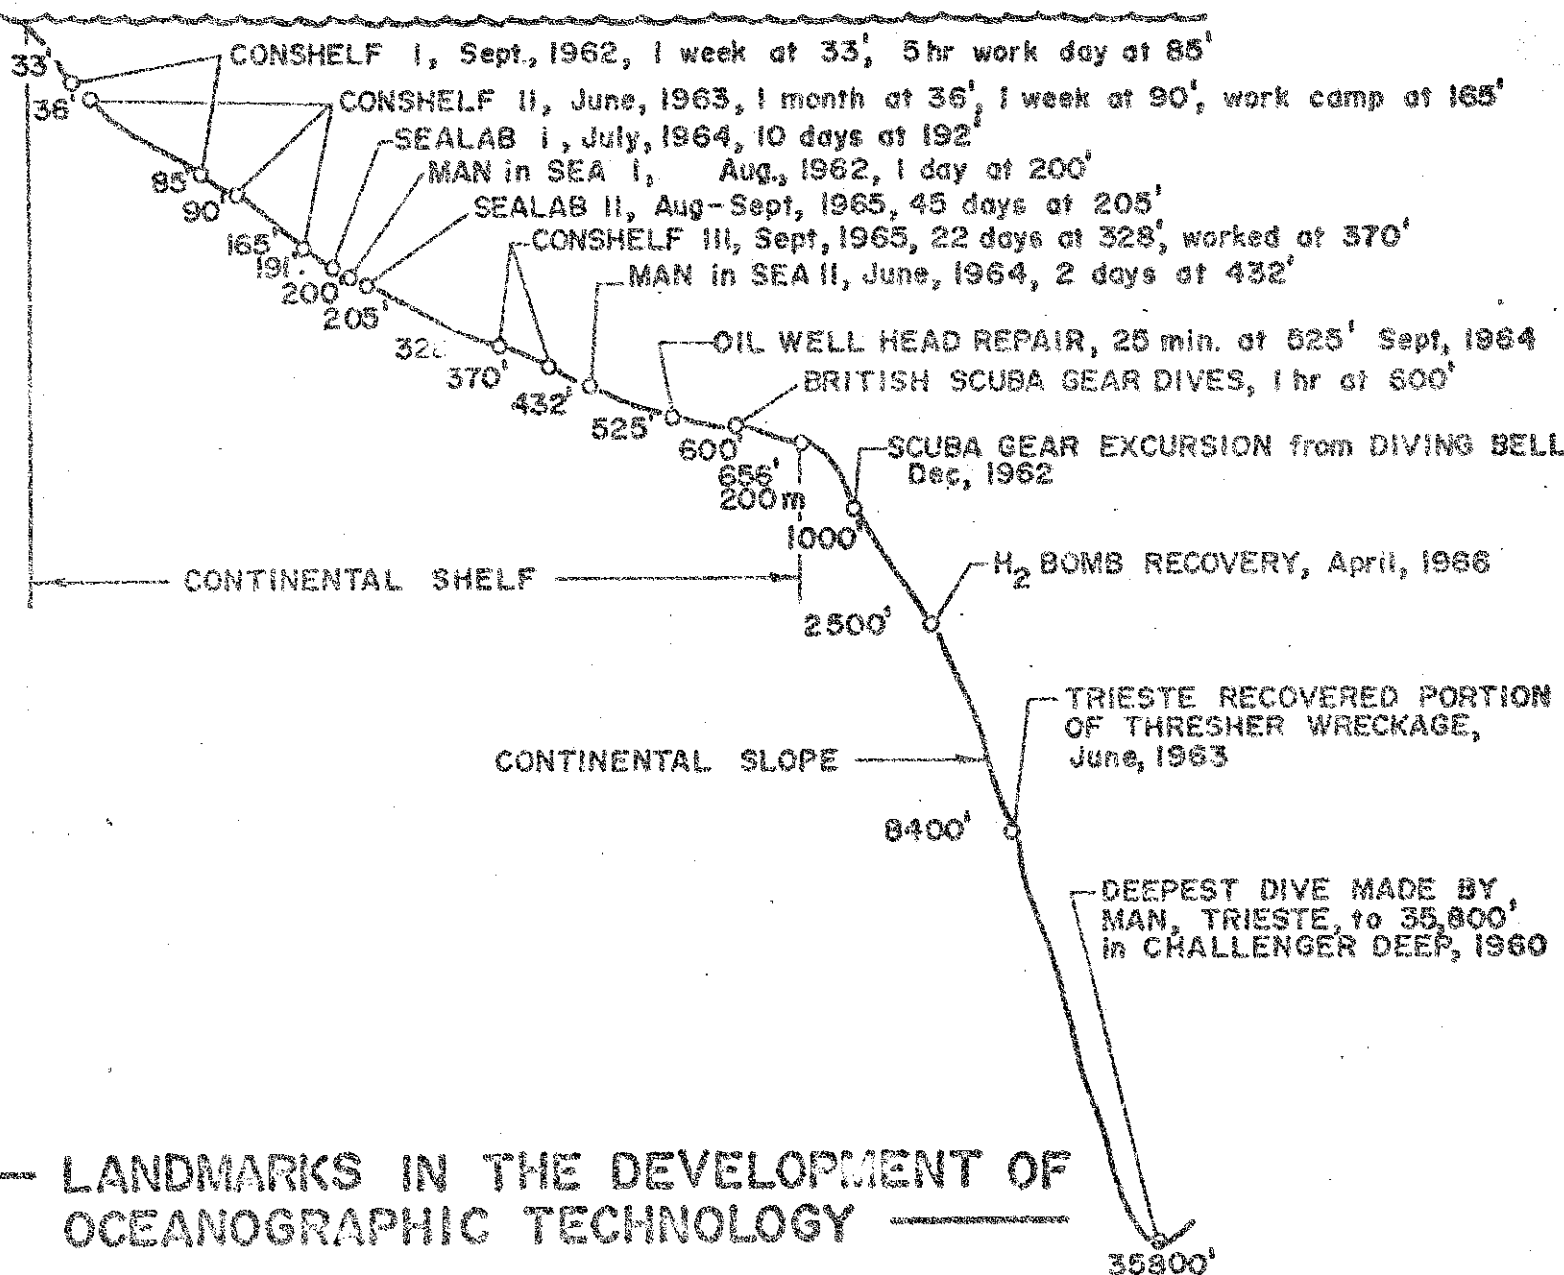 33'
CONSHELF I, Sept., 1962, 1 week at 33', 5 hr work day at 85'
36'
CONSHELF II, June, 1963, 1 month at 36', 1 week at 90', work camp at 165'
SEALAB I, July, 1964, 10 days at 192'
MAN in SEA I, Aug., 1962, 1 day at 200'
85'
90'
SEALAB II, Aug-Sept, 1965, 45 days at 205'
165'
CONSHELF III, Sept, 1965, 22 days at 328', worked at 370'
191'
MAN in SEA II, June, 1964, 2 days at 432'
200'
205'
OIL WELL HEAD REPAIR, 25 min. at 525' Sept, 1964
370'
BRITISH SCUBA GEAR DIVES, 1 hr at 600'
432'
525'
600'
SCUBA GEAR EXCURSION from DIVING BELL
Dec, 1962
656'
200 m
1000'
H2 BOMB RECOVERY, April, 1966
CONTINENTAL SHELF
2500'
TRIESTE RECOVERED PORTION
OF THRESHER WRECKAGE,
June, 1963
CONTINENTAL SLOPE
8400'
DEEPEST DIVE MADE BY
MAN, TRIESTE, to 35,800'
in CHALLENGER DEEP, 1960
LANDMARKS IN THE DEVELOPMENT OF
OCEANOGRAPHIC TECHNOLOGY
35800'